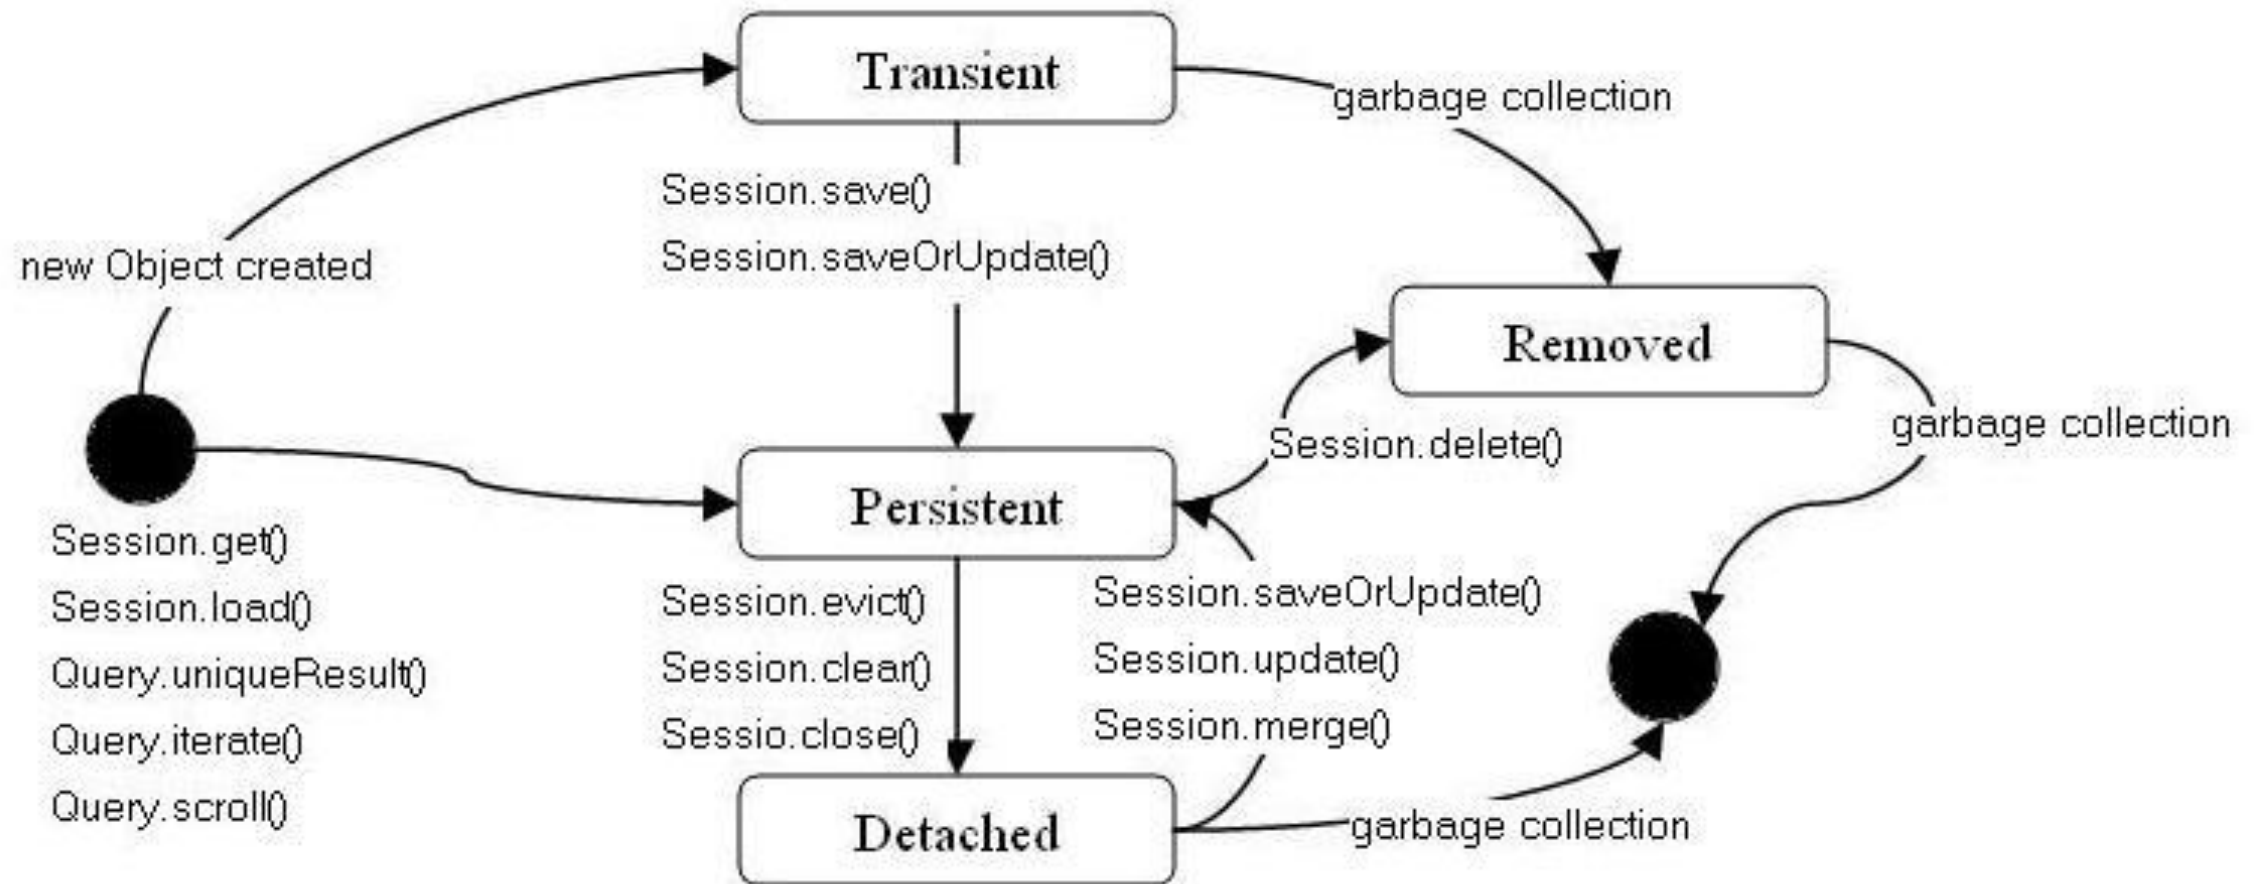 Transient
garbage collection
Session.save()
Session.saveOrUpdate()
new Object created
Removed
garbage collection
Session.delete()
Persistent
Session.get()
Session.load()
Query.uniqueResult()
Query.iterate()
Query.scroll()
Session.evict()
Session.clear()
Sessio.close()
Session.saveOrUpdate()
Session.update()
Session.merge()
Detached
garbage collection